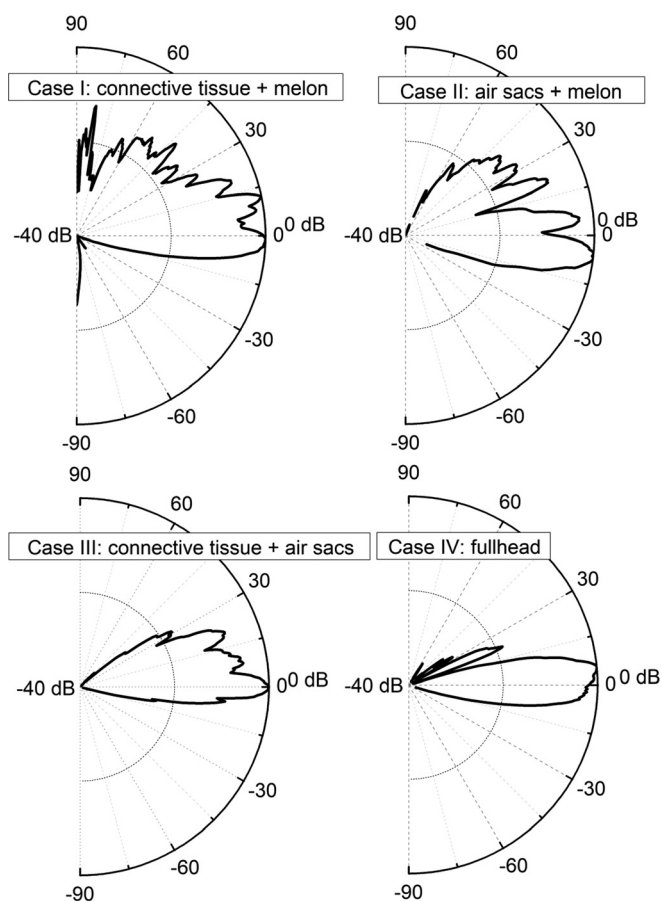 90
60
Case I: connective tissue + melon
30
0 dB
0
-40 dB
-30
-60
-90
90
60
Case II: air sacs + melon
30
0 dB
0
-40 dB
-30
-60
-90
90
60
Case III: connective tissue + air sacs
30
0 dB
0
-40 dB
-30
-60
-90
90
60
Case IV: fullhead
30
0 dB
0
-40 dB
-30
-60
-90